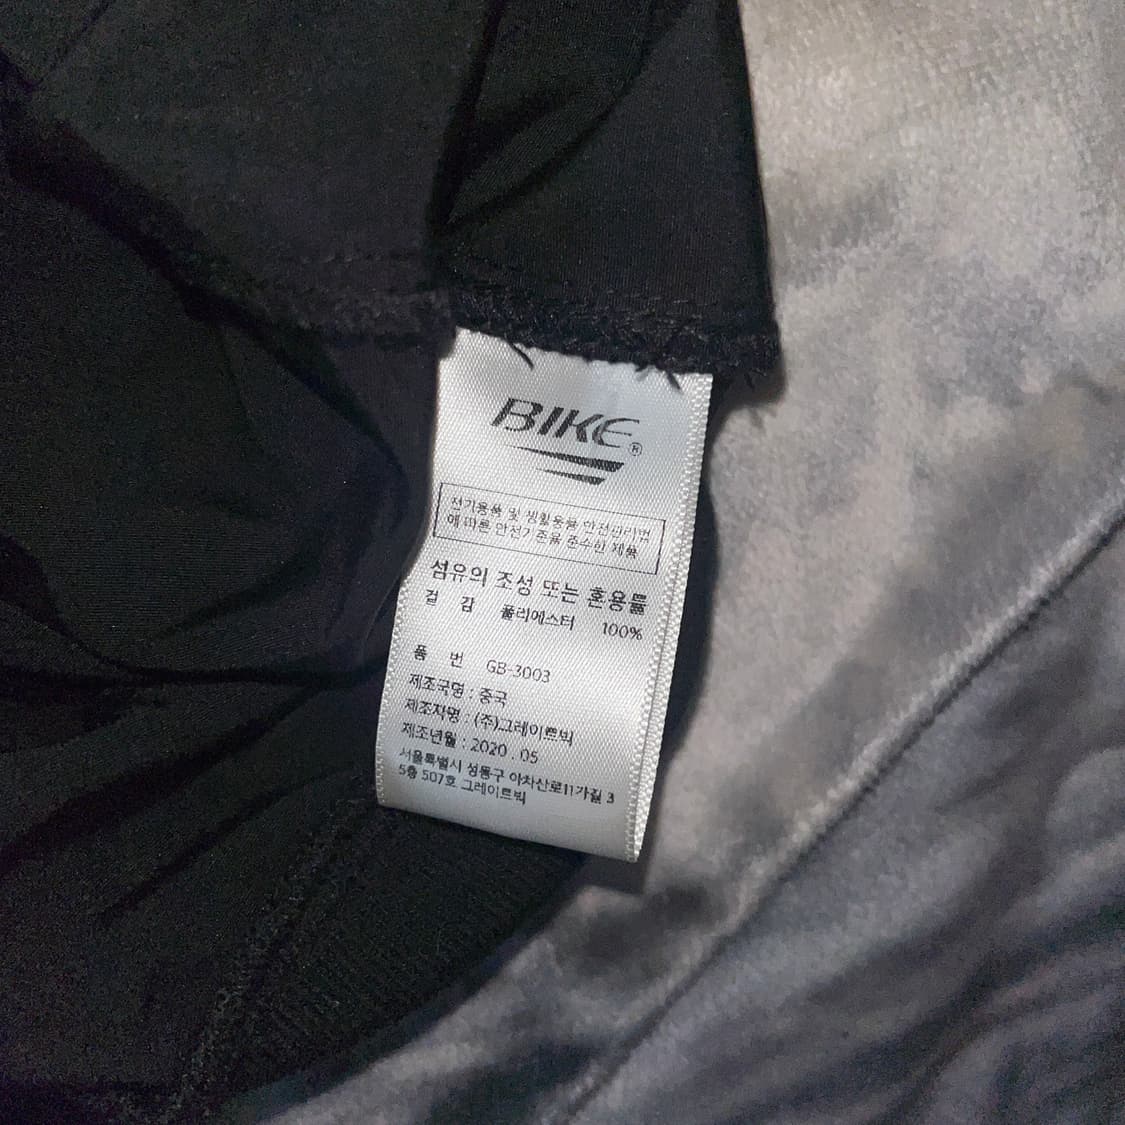 BIKE®
전기용품 및 생활용품 안전관리법
에 따른 안전기준을 준수한 제품
섬유의 조성 또는 혼용률
겉 감 폴리에스터 100%
품 번 GB-3003
제조국명 : 중국
제조자명 : (주)그레이트빅
제조년월 : 2020 . 05
서울특별시 성동구 아차산로11가길 3
5층 507호 그레이트빅